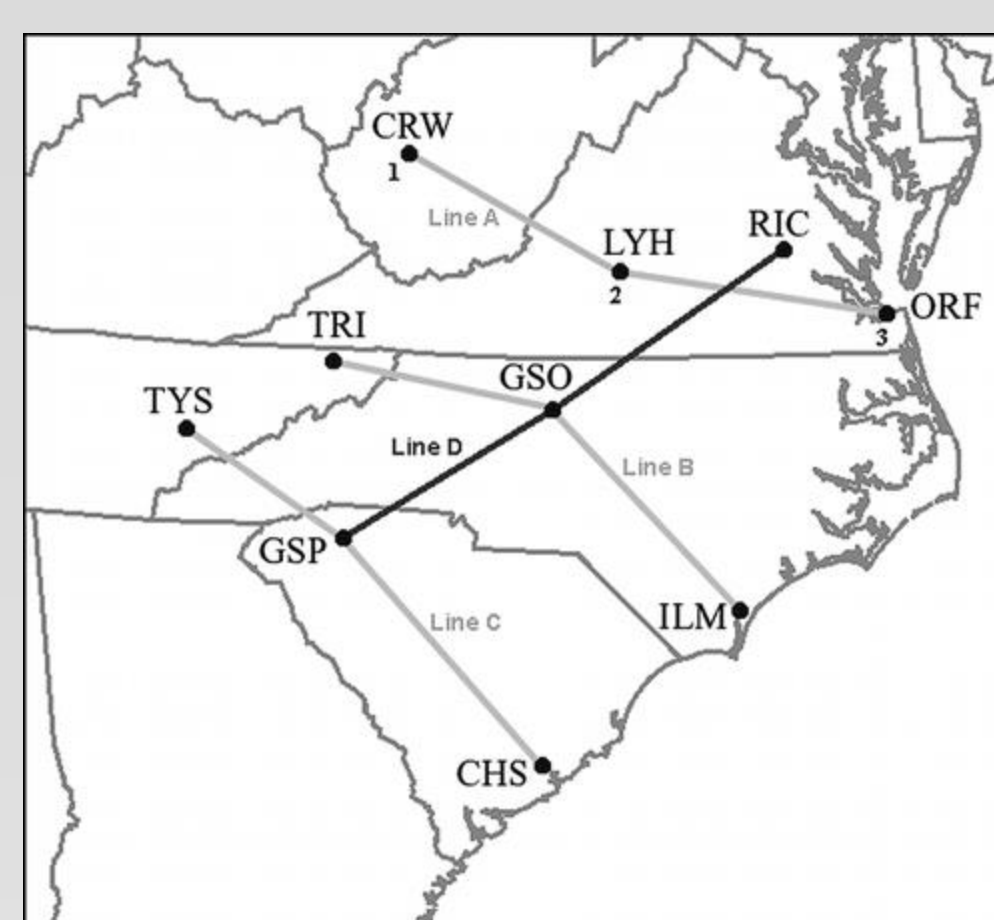 CRW
1
Line A
RIC
LYH
2
ORF
3
TRI
GSO
TYS
Line D
Line B
GSP
ILM
Line C
CHS